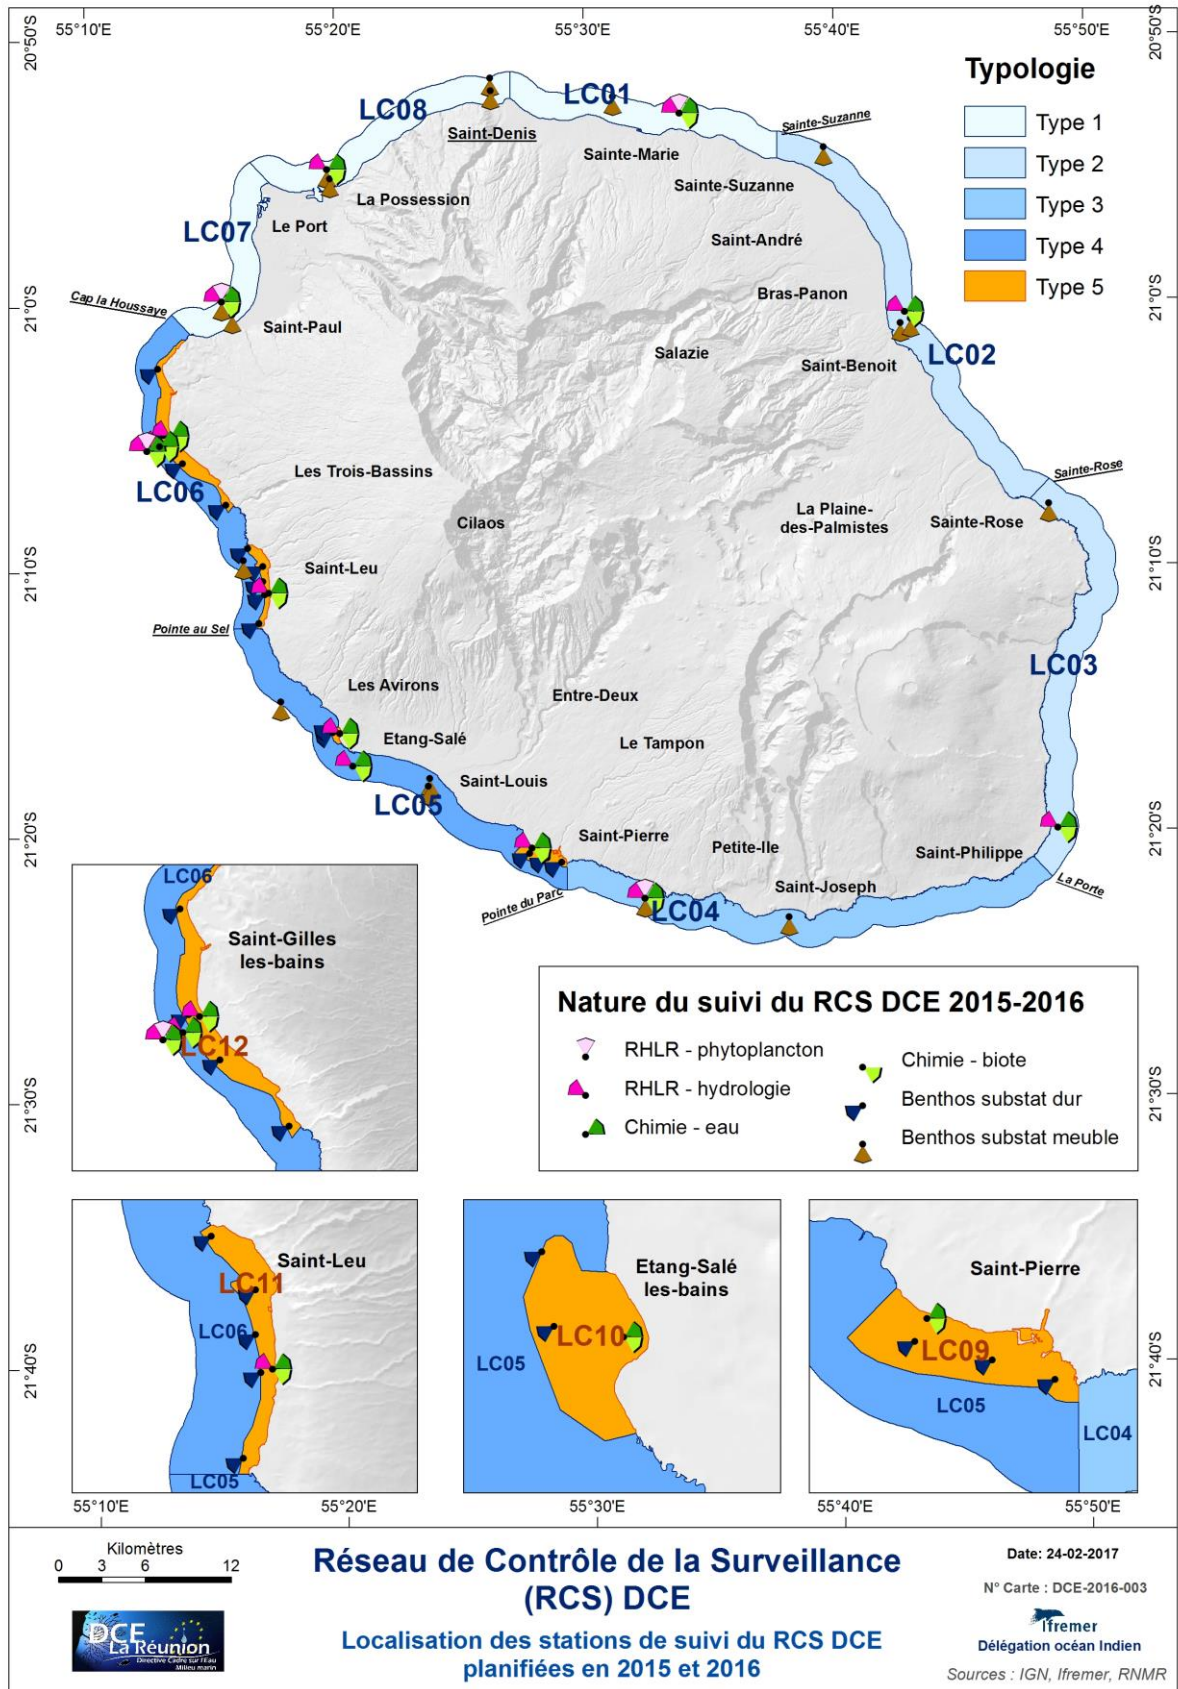 55°10'E
55°20'E
55°30'E
55°40'E
55°50'E
20°50'S
20°50'S
Typologie
Type 1
Type 2
Type 3
Type 4
Type 5
LC08
LC01
Saint-Denis
Sainte-Suzanne
Sainte-Marie
Sainte-Suzanne
La Possession
LC07
Le Port
Saint-André
Cap la Houssaye
Bras-Panon
21°0'S
21°0'S
Saint-Paul
Salazie
Saint-Benoit
LC02
Les Trois-Bassins
LC06
Sainte-Rose
La Plaine-
des-Palmistes
Cilaos
Sainte-Rose
21°10'S
21°10'S
Saint-Leu
Pointe au Sel
LC03
Les Avirons
Entre-Deux
Etang-Salé
Le Tampon
Saint-Louis
LC05
21°20'S
21°20'S
Saint-Pierre
Petite-Ile
Saint-Philippe
Saint-Joseph
Pointe du Parc
LC04
La Porte
LC06
Saint-Gilles
les-bains
LC12
Nature du suivi du RCS DCE 2015-2016
RHLR - phytoplancton
RHLR - hydrologie
Chimie - eau
Chimie - biote
Benthos substat dur
Benthos substat meuble
21°30'S
21°30'S
Saint-Leu
LC11
LC06
LC05
Etang-Salé
les-bains
LC10
LC05
Saint-Pierre
LC09
LC05
LC04
21°40'S
21°40'S
55°10'E
55°20'E
55°30'E
55°40'E
55°50'E
Kilomètres
0 3 6 12
Réseau de Contrôle de la Surveillance
(RCS) DCE
Localisation des stations de suivi du RCS DCE
planifiées en 2015 et 2016
DCE
La Réunion
Directive Cadre sur l'Eau
Milieu marin
Date: 24-02-2017
N° Carte : DCE-2016-003
Ifremer
Délégation océan Indien
Sources : IGN, Ifremer, RNMR